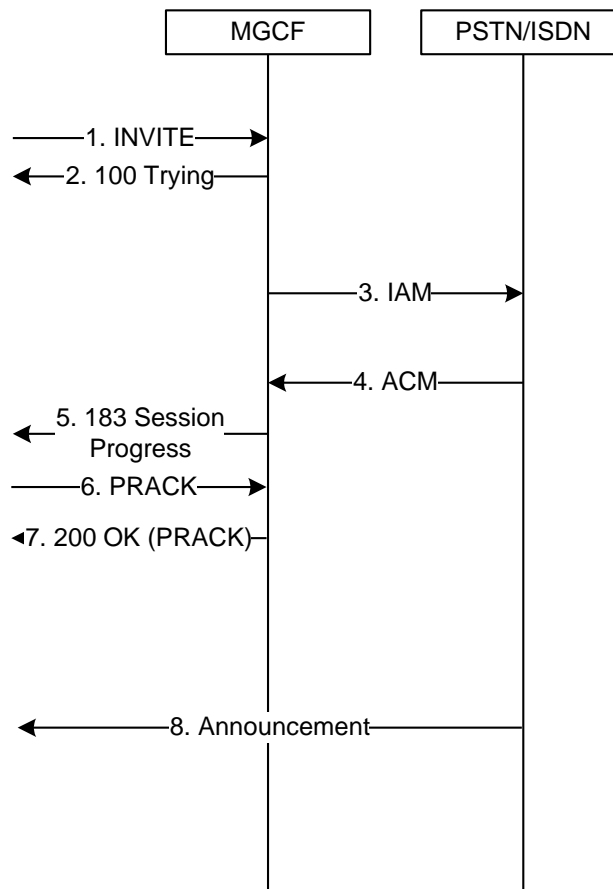 MGCF
PSTN/ISDN
1. INVITE
2. 100 Trying
3. IAM
4. ACM
5. 183 Session
Progress
6. PRACK
7. 200 OK (PRACK)
8. Announcement